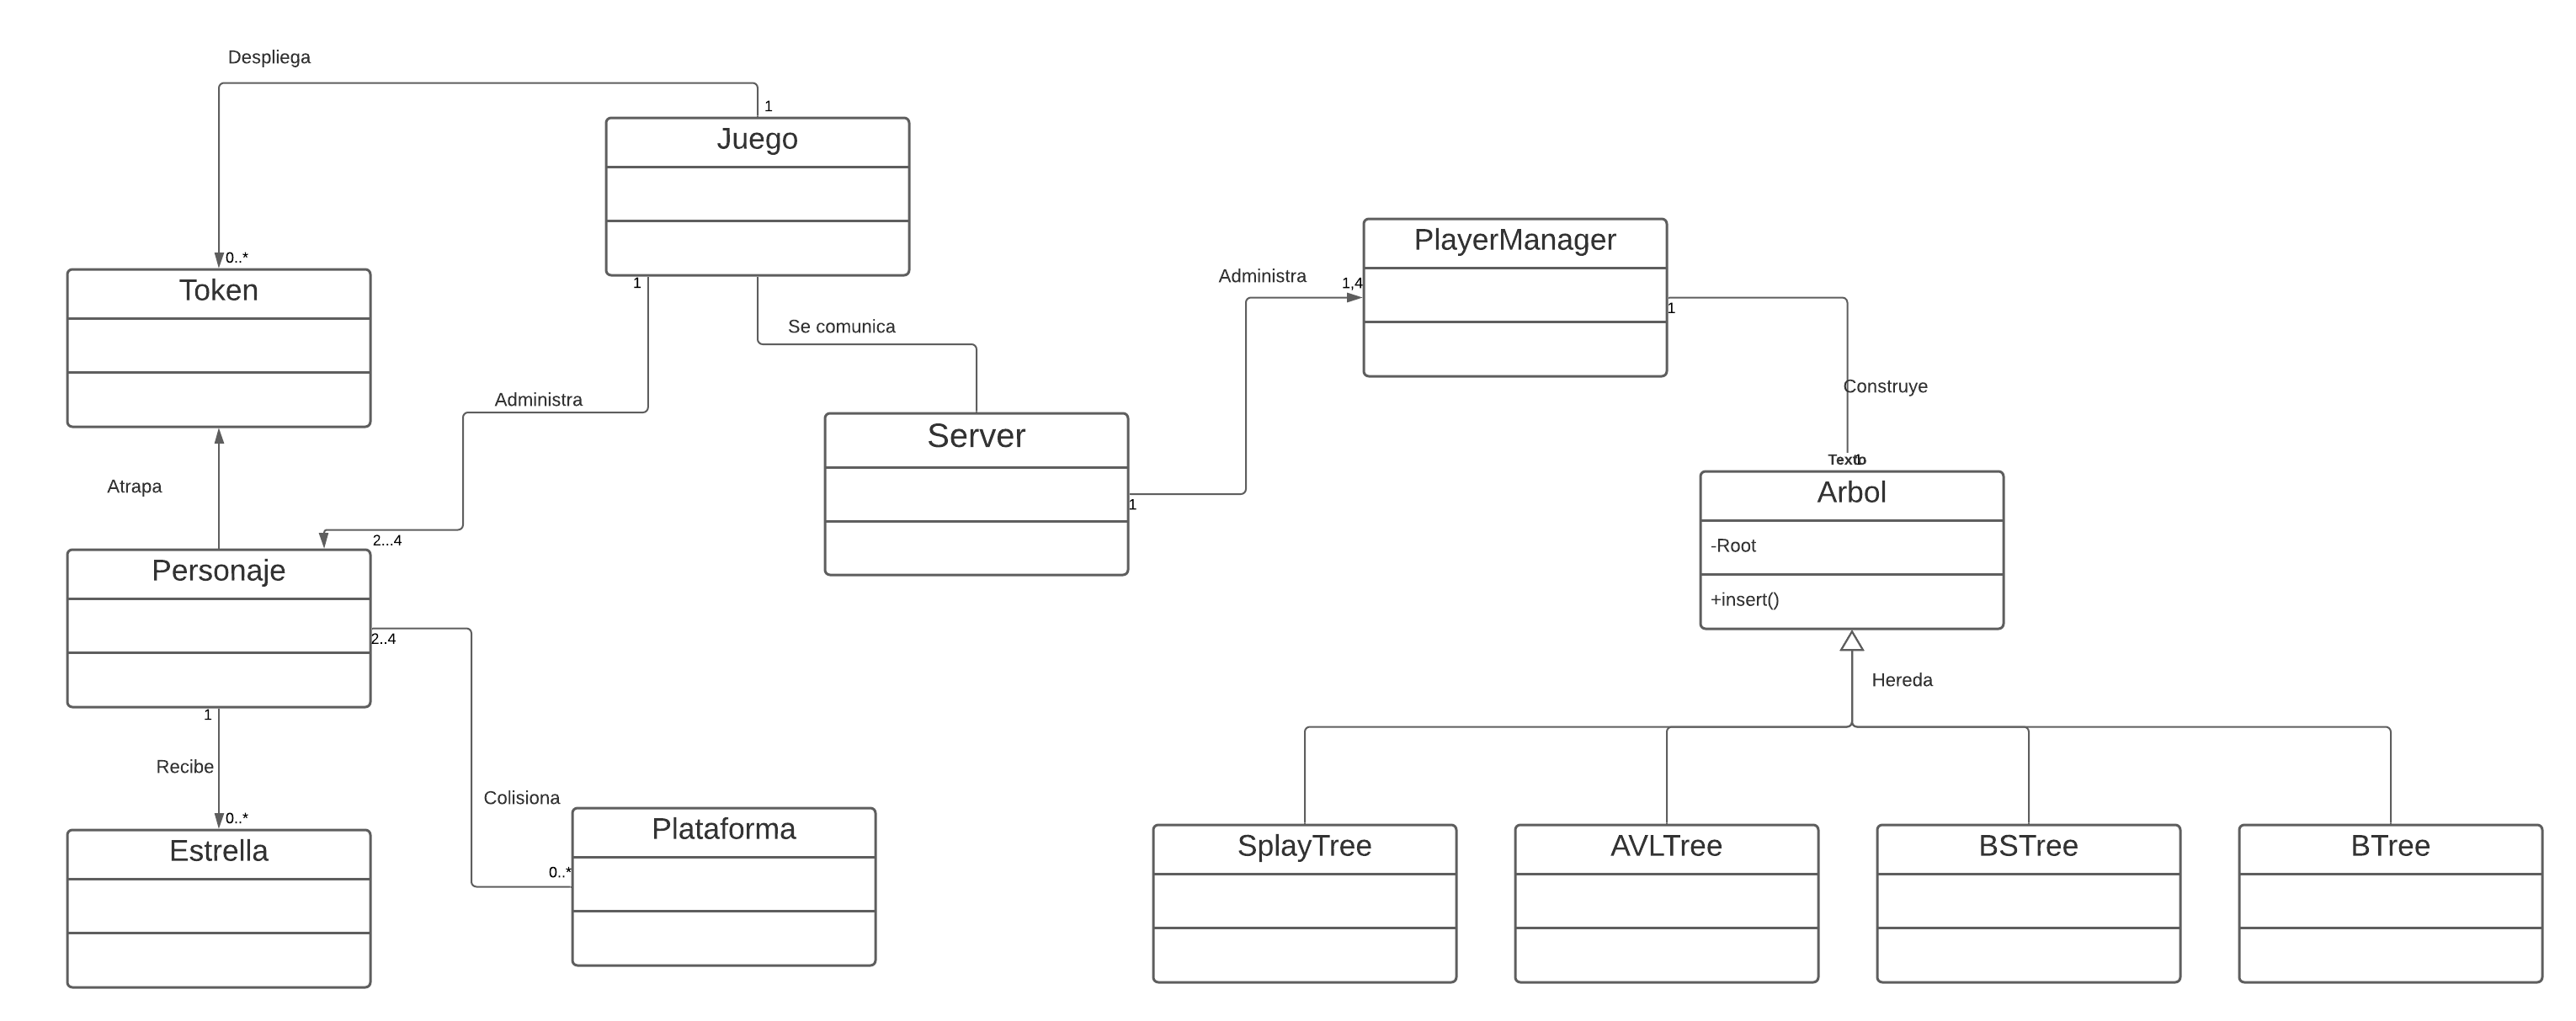 Despliega
1
Juego
0..*
Token
1
Se comunica
Administra
PlayerManager
Administra
1,4
1
Construye
Server
1
Atrapa
2...4
Texto
1
Arbol
-Root
+insert()
Personaje
2..4
Hereda
1
Recibe
0..*
Colisiona
Plataforma
0..*
Estrella
SplayTree
AVLTree
BSTree
BTree